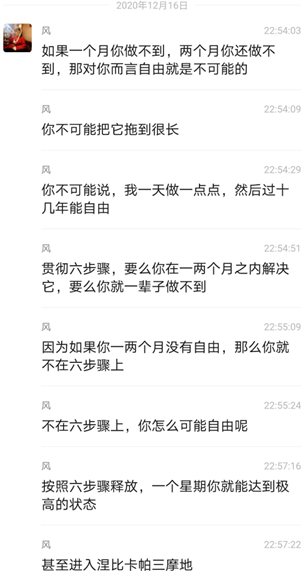 2020年12月16日
风 22:54:03
如果一个月你做不到，两个月你还做不
到，那对你而言自由就是不可能的
风 22:54:09
你不可能把它拖到很长
风 22:54:29
你不可能说，我一天做一点点，然后过十
几年能自由
风 22:54:51
贯彻六步骤，要么你在一两个月之内解决
它，要么你就一辈子做不到
风 22:55:09
因为如果你一两个月没有自由，那么你就
不在六步骤上
风 22:55:24
不在六步骤上，你怎么可能自由呢
风 22:57:16
按照六步骤释放，一个星期你就能达到极
高的状态
风 22:57:22
甚至进入涅比卡帕三摩地